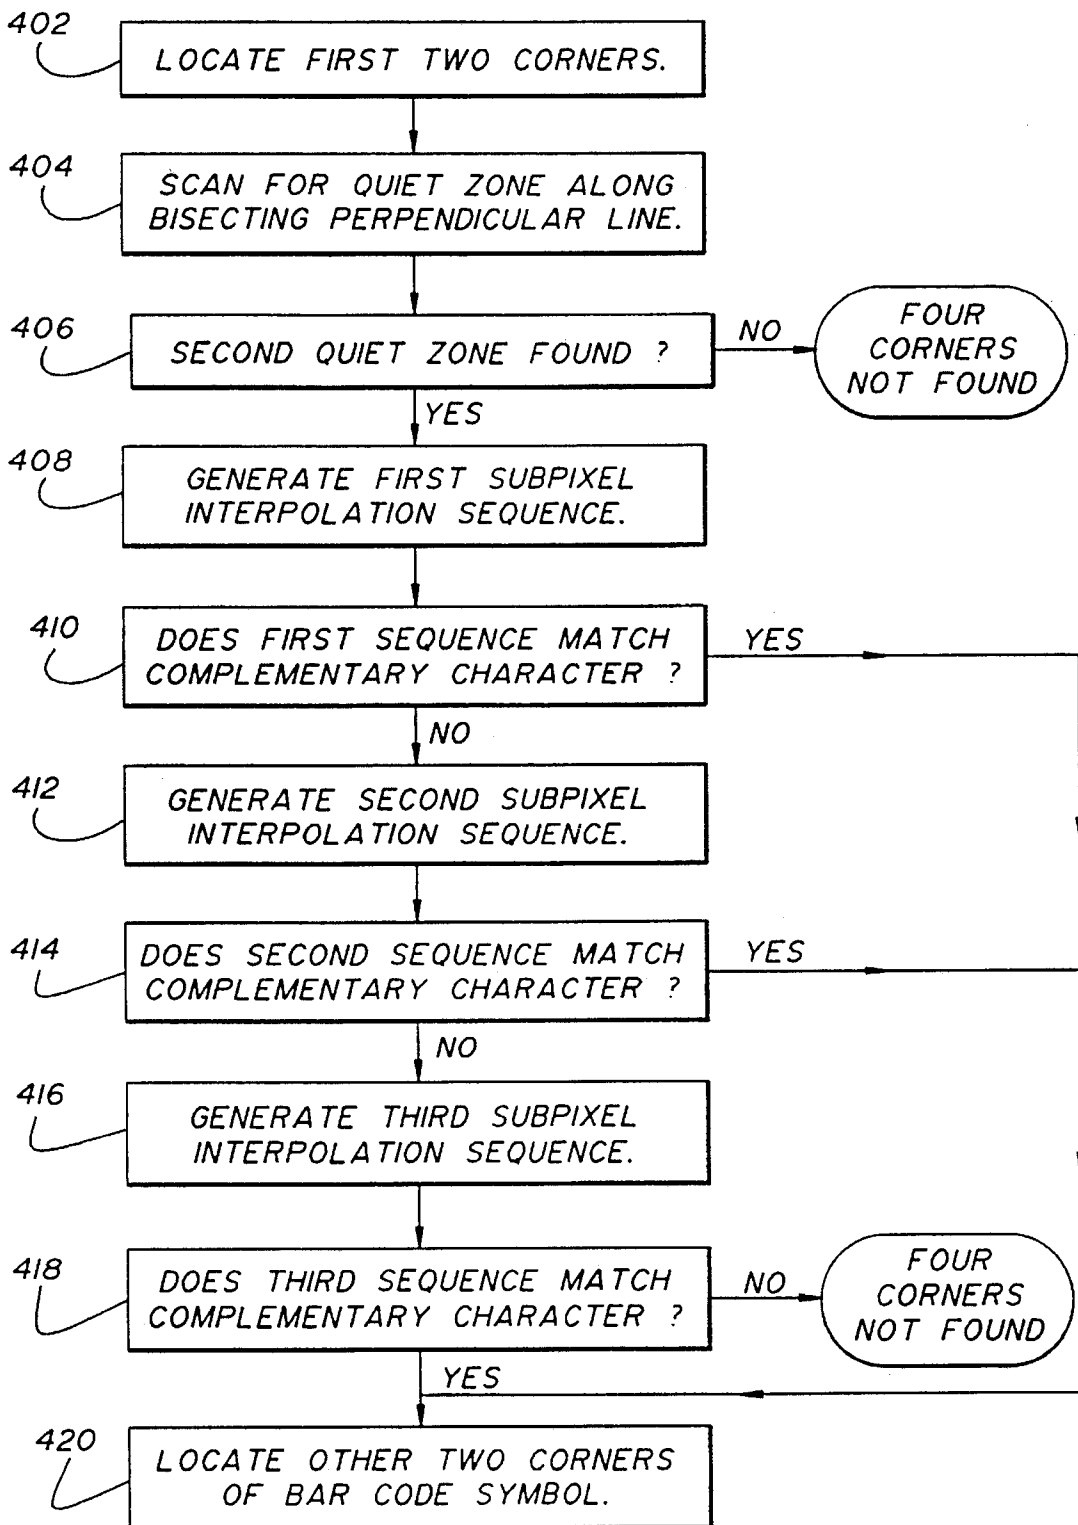 402
LOCATE FIRST TWO CORNERS.
404
SCAN FOR QUIET ZONE ALONG
BISECTING PERPENDICULAR LINE.
406
SECOND QUIET ZONE FOUND ?
NO
FOUR
CORNERS
NOT FOUND
YES
408
GENERATE FIRST SUBPIXEL
INTERPOLATION SEQUENCE.
410
DOES FIRST SEQUENCE MATCH
COMPLEMENTARY CHARACTER ?
YES
NO
412
GENERATE SECOND SUBPIXEL
INTERPOLATION SEQUENCE.
414
DOES SECOND SEQUENCE MATCH
COMPLEMENTARY CHARACTER ?
YES
NO
416
GENERATE THIRD SUBPIXEL
INTERPOLATION SEQUENCE.
418
DOES THIRD SEQUENCE MATCH
COMPLEMENTARY CHARACTER ?
NO
FOUR
CORNERS
NOT FOUND
YES
420
LOCATE OTHER TWO CORNERS
OF BAR CODE SYMBOL.